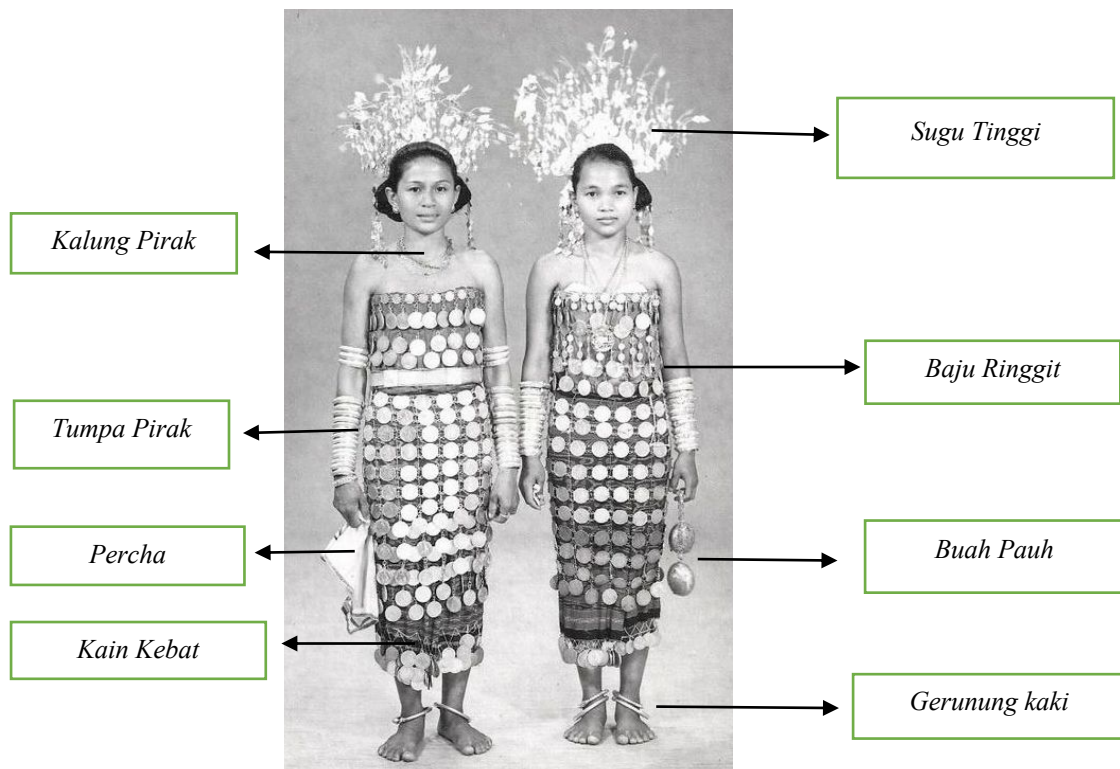 Sugu Tinggi
Kalung Pirak
Baju Ringgit
Tumpa Pirak
Percha
Buah Pauh
Kain Kebat
Gerunung kaki